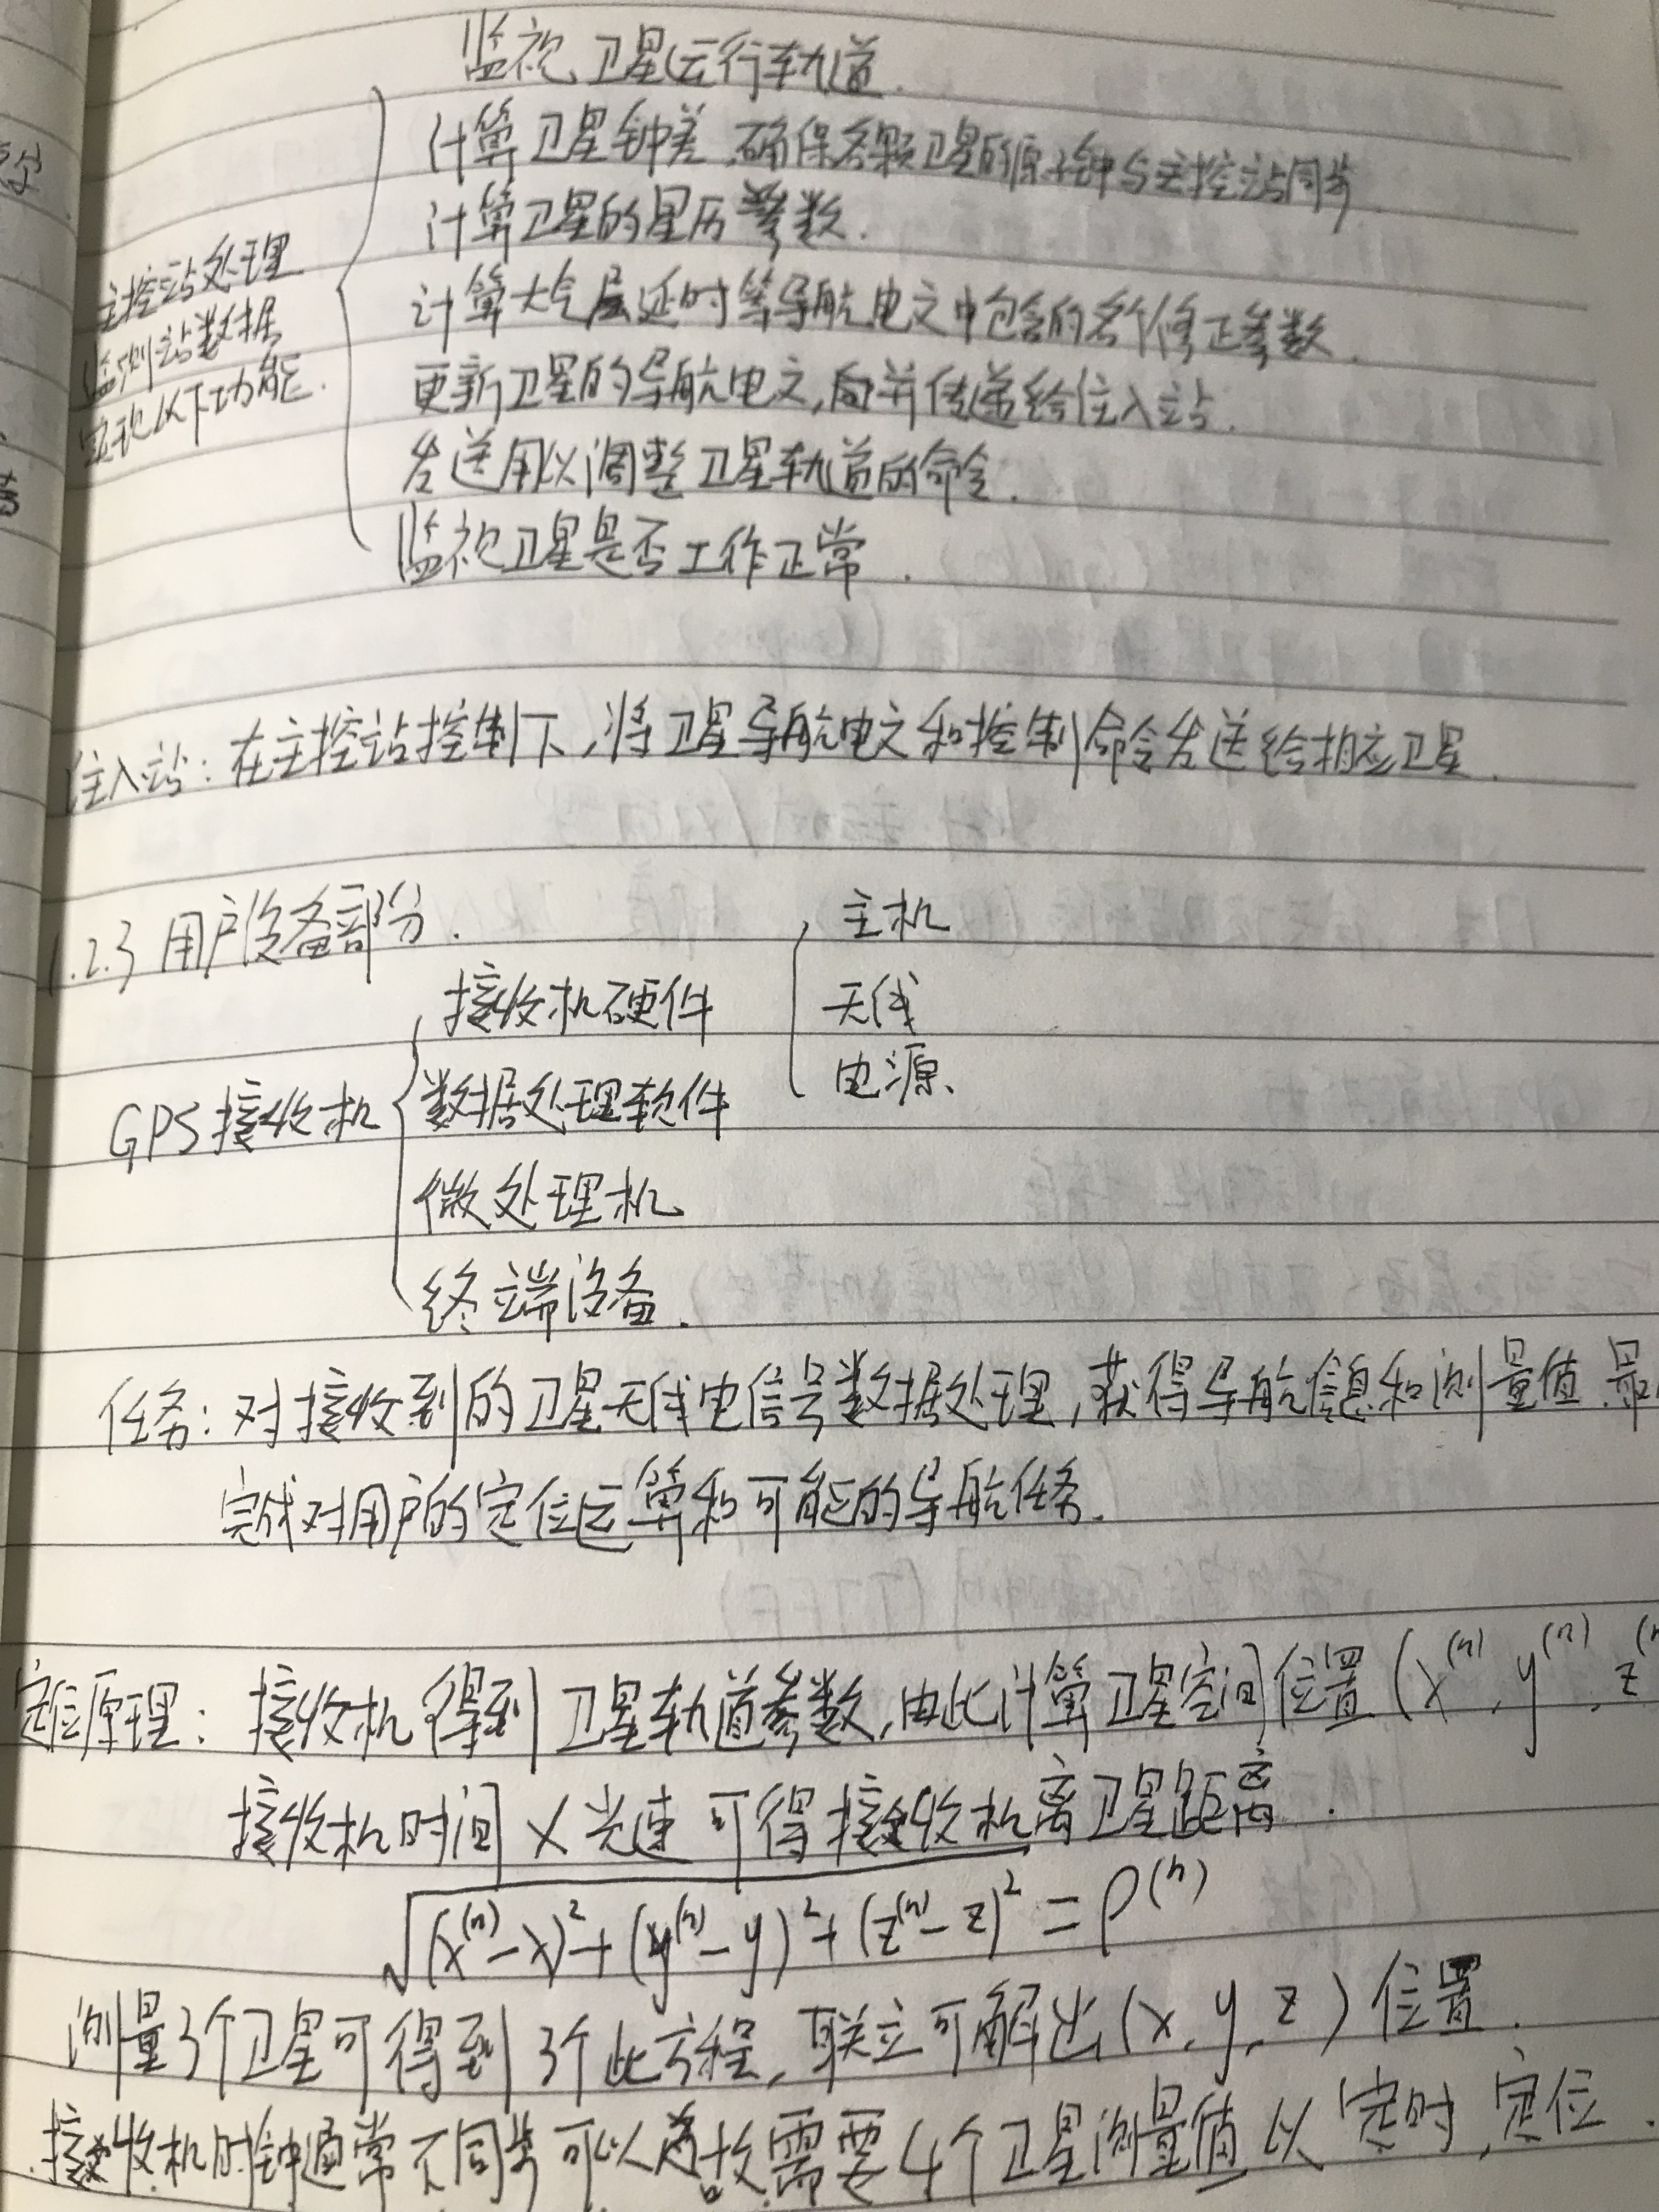 监视卫星运行轨道.
计算卫星钟差,确保各颗卫星的原子钟与主控站同步
计算卫星的星历参数.
主控站处理
监测站数据
实现以下功能.
计算大气层延时等导航电文中包含的各个修正参数.
更新卫星的导航电文,向并传递给注入站.
发送用以调整卫星轨道的命令.
监视卫星是否工作正常.
注入站:在主控站控制下,将卫星导航电文和控制命令发送给相应卫星.
1.2.3 用户设备部分.
主机
接收机硬件
天线
GPS接收机
数据处理软件
电源、
微处理机
终端设备.
任务:对接收到的卫星无线电信号数据处理,获得导航信息和测量值.最
完成对用户的定位运算和可能的导航任务.
定位原理:接收机得到卫星轨道参数,由此计算卫星空间位置(x^(n), y^(n), z^(n
接收机时间×光速可得接收机离卫星距离.
√(x^(n)-x)²+(y^(n)-y)²+(z^(n)-z)²=ρ^(n)
测量3个卫星可得到3个此方程,联立可解出(x,y,z)位置.
接收机时钟通常不同步可以为故需要4个卫星测量值以定时,定位.